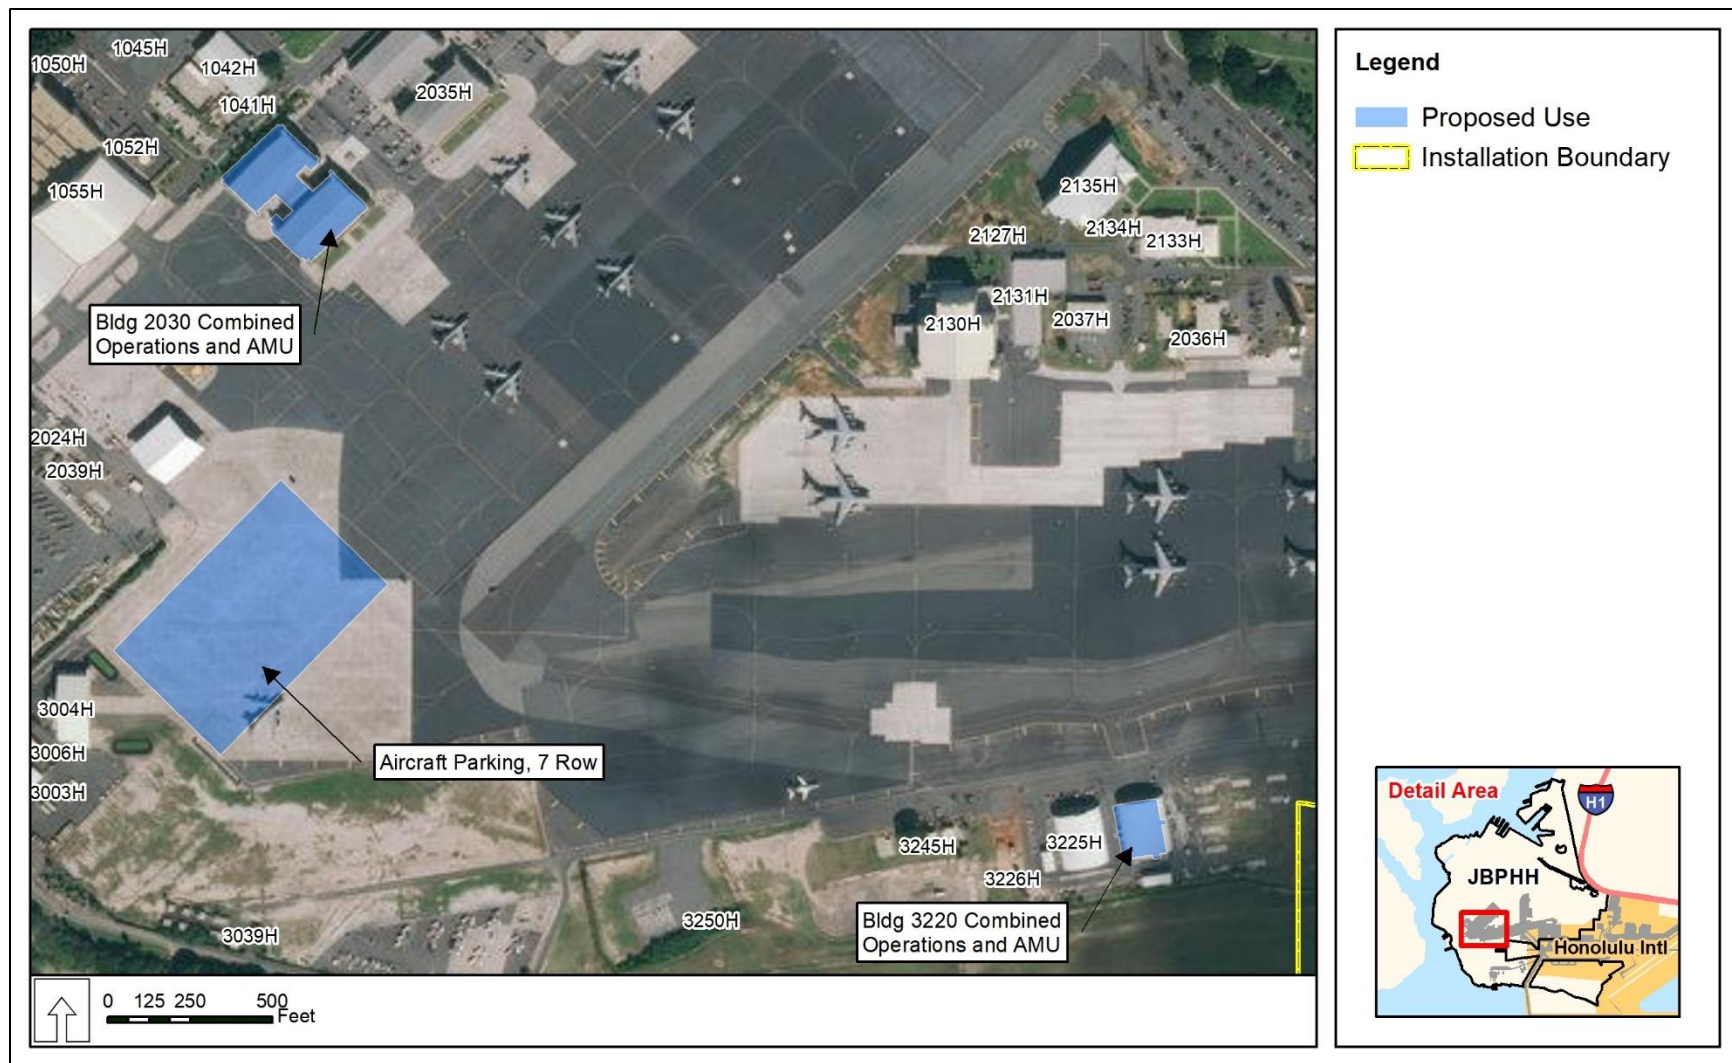 1045H
1050H
1042H
1041H
2035H
1052H
1055H
2135H
2134H
2133H
2127H
2131H
2130H
2037H
2036H
Bldg 2030 Combined
Operations and AMU
2024H
2039H
3004H
3006H
3003H
Aircraft Parking, 7 Row
3245H
3225H
3226H
3250H
3039H
Bldg 3220 Combined
Operations and AMU
0 125 250 500
Feet
Legend
Proposed Use
Installation Boundary
Detail Area
H1
JBPHH
Honolulu Intl